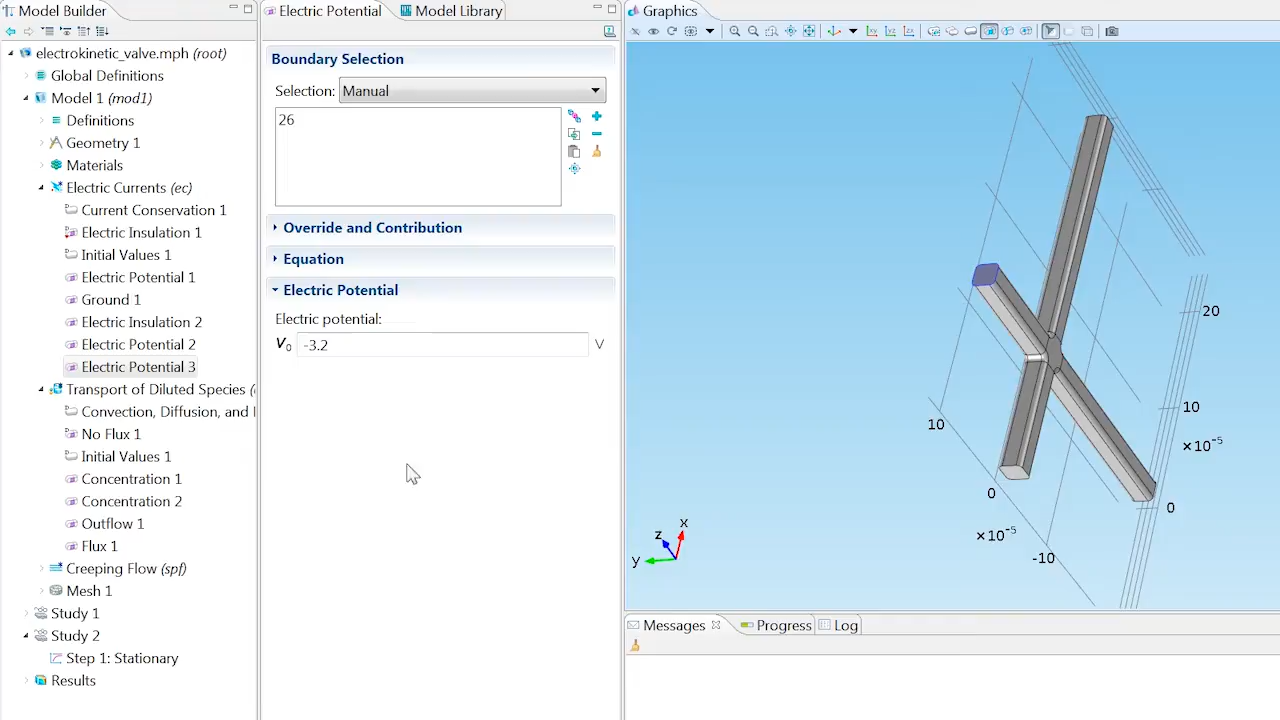 Model Builder
electrokinetic_valve.mph (root)
Global Definitions
Model 1 (mod1)
Definitions
Geometry 1
Materials
Electric Currents (ec)
Current Conservation 1
Electric Insulation 1
Initial Values 1
Electric Potential 1
Ground 1
Electric Insulation 2
Electric Potential 2
Electric Potential 3
Transport of Diluted Species (
Convection, Diffusion, and
No Flux 1
Initial Values 1
Concentration 1
Concentration 2
Outflow 1
Flux 1
Creeping Flow (spf)
Mesh 1
Study 1
Study 2
Step 1: Stationary
Results
Electric Potential
Model Library
Boundary Selection
Selection: Manual
26
Override and Contribution
Equation
Electric Potential
Electric potential:
V0 -3.2 V
Graphics
20
10
10
×10-5
0
0
×10-5
-10
x
z
y
Messages
Progress
Log